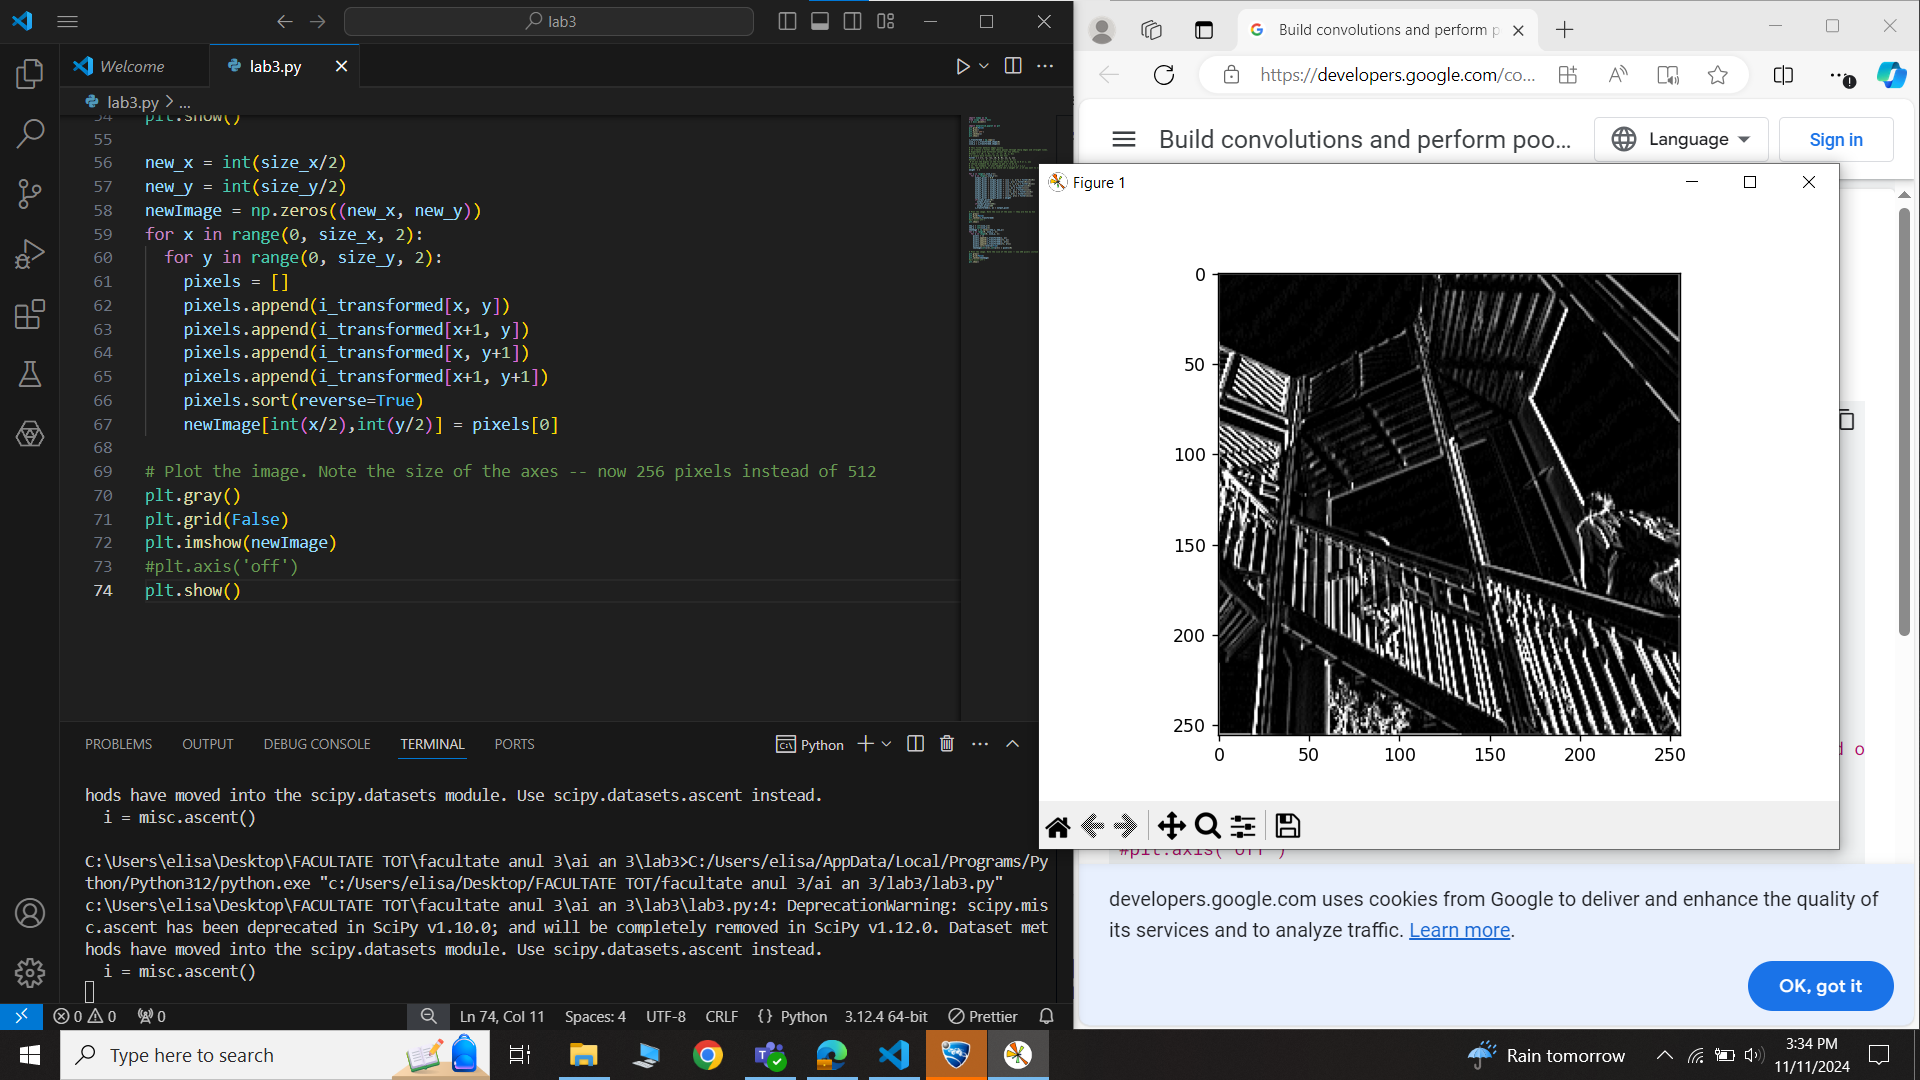 lab3
Welcome
lab3.py
lab3.py > ...
54 plt.show()
55
56 new_x = int(size_x/2)
57 new_y = int(size_y/2)
58 newImage = np.zeros((new_x, new_y))
59 for x in range(0, size_x, 2):
60 for y in range(0, size_y, 2):
61 pixels = []
62 pixels.append(i_transformed[x, y])
63 pixels.append(i_transformed[x+1, y])
64 pixels.append(i_transformed[x, y+1])
65 pixels.append(i_transformed[x+1, y+1])
66 pixels.sort(reverse=True)
67 newImage[int(x/2),int(y/2)] = pixels[0]
68
69 # Plot the image. Note the size of the axes -- now 256 pixels instead of 512
70 plt.gray()
71 plt.grid(False)
72 plt.imshow(newImage)
73 #plt.axis('off')
74 plt.show()
PROBLEMS OUTPUT DEBUG CONSOLE TERMINAL PORTS
Python
hods have moved into the scipy.datasets module. Use scipy.datasets.ascent instead.
i = misc.ascent()
C:\Users\elisa\Desktop\FACULTATE TOT\facultate anul 3\ai an 3\lab3>C:/Users/elisa/AppData/Local/Programs/Py
thon/Python312/python.exe "c:/Users/elisa/Desktop/FACULTATE TOT/facultate anul 3/ai an 3/lab3/lab3.py"
c:\Users\elisa\Desktop\FACULTATE TOT\facultate anul 3\ai an 3\lab3\lab3.py:4: DeprecationWarning: scipy.mis
c.ascent has been deprecated in SciPy v1.10.0; and will be completely removed in SciPy v1.12.0. Dataset met
hods have moved into the scipy.datasets module. Use scipy.datasets.ascent instead.
i = misc.ascent()
0 0 0 Ln 74, Col 11 Spaces: 4 UTF-8 CRLF {} Python 3.12.4 64-bit Prettier
Build convolutions and perform p
https://developers.google.com/co...
Build convolutions and perform poo...
Language
Sign in
Figure 1
0
50
100
150
200
250
0 50 100 150 200 250
d o
#plt.axis('off')
developers.google.com uses cookies from Google to deliver and enhance the quality of
its services and to analyze traffic. Learn more.
OK, got it
Type here to search
Rain tomorrow
3:34 PM
11/11/2024